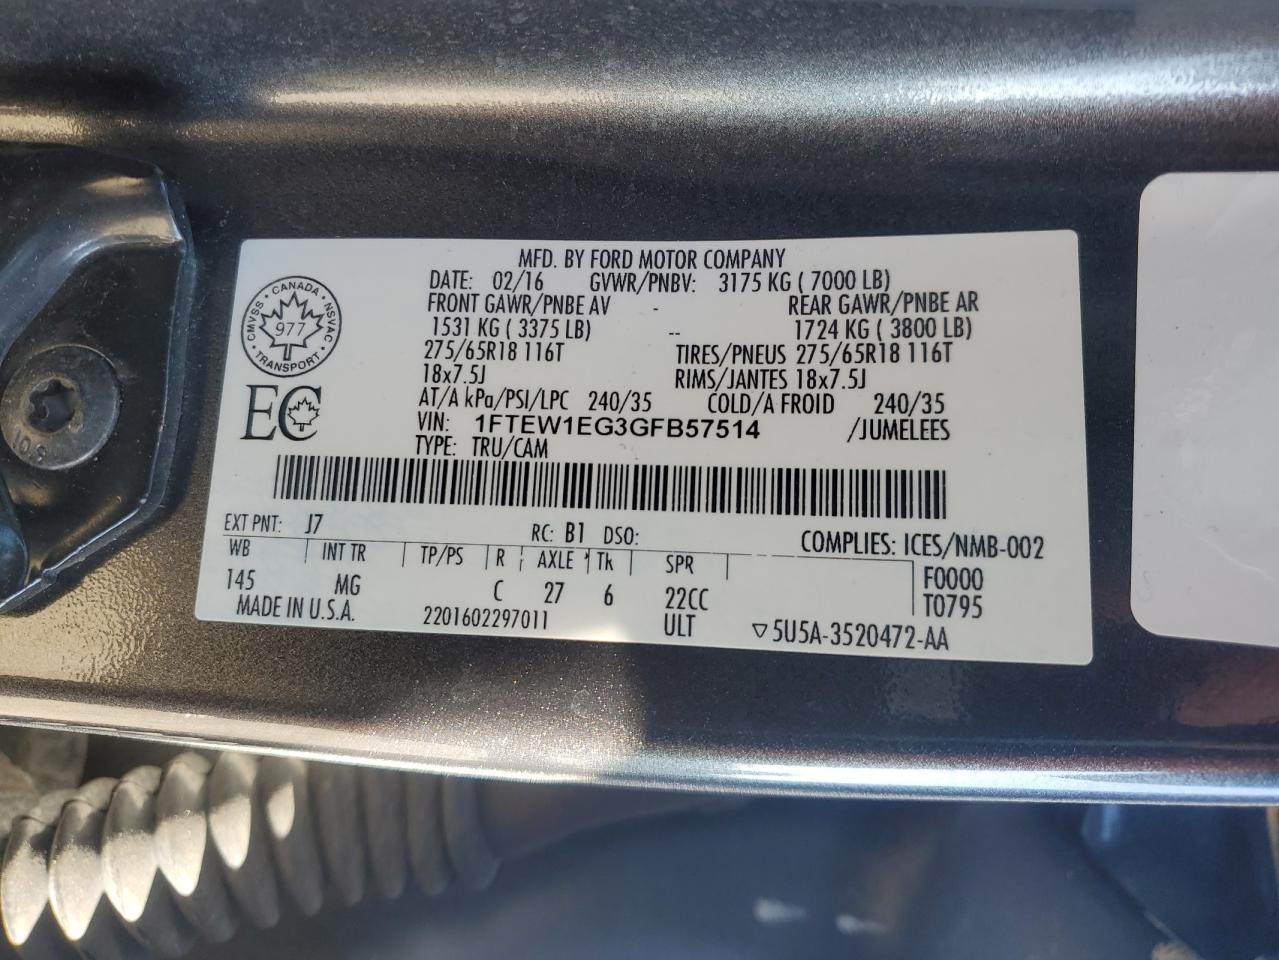 MFD. BY FORD MOTOR COMPANY
DATE: 02/16 GVWR/PNBV: 3175 KG ( 7000 LB)
FRONT GAWR/PNBE AV - REAR GAWR/PNBE AR
1531 KG ( 3375 LB) -- 1724 KG ( 3800 LB)
275/65R18 116T TIRES/PNEUS 275/65R18 116T
18x7.5J RIMS/JANTES 18x7.5J
AT/A kPa/PSI/LPC 240/35 COLD/A FROID 240/35
VIN: 1FTEW1EG3GFB57514 /JUMELEES
TYPE: TRU/CAM
CANADA
CMVSS NSVAC
977
TRANSPORT
EC
EXT PNT: J7 RC: B1 DSO: COMPLIES: ICES/NMB-002
WB INT TR TP/PS R AXLE Tk SPR F0000
145 MG C 27 6 22CC T0795
MADE IN U.S.A. 2201602297011 ULT ▽5U5A-3520472-AA
10.9